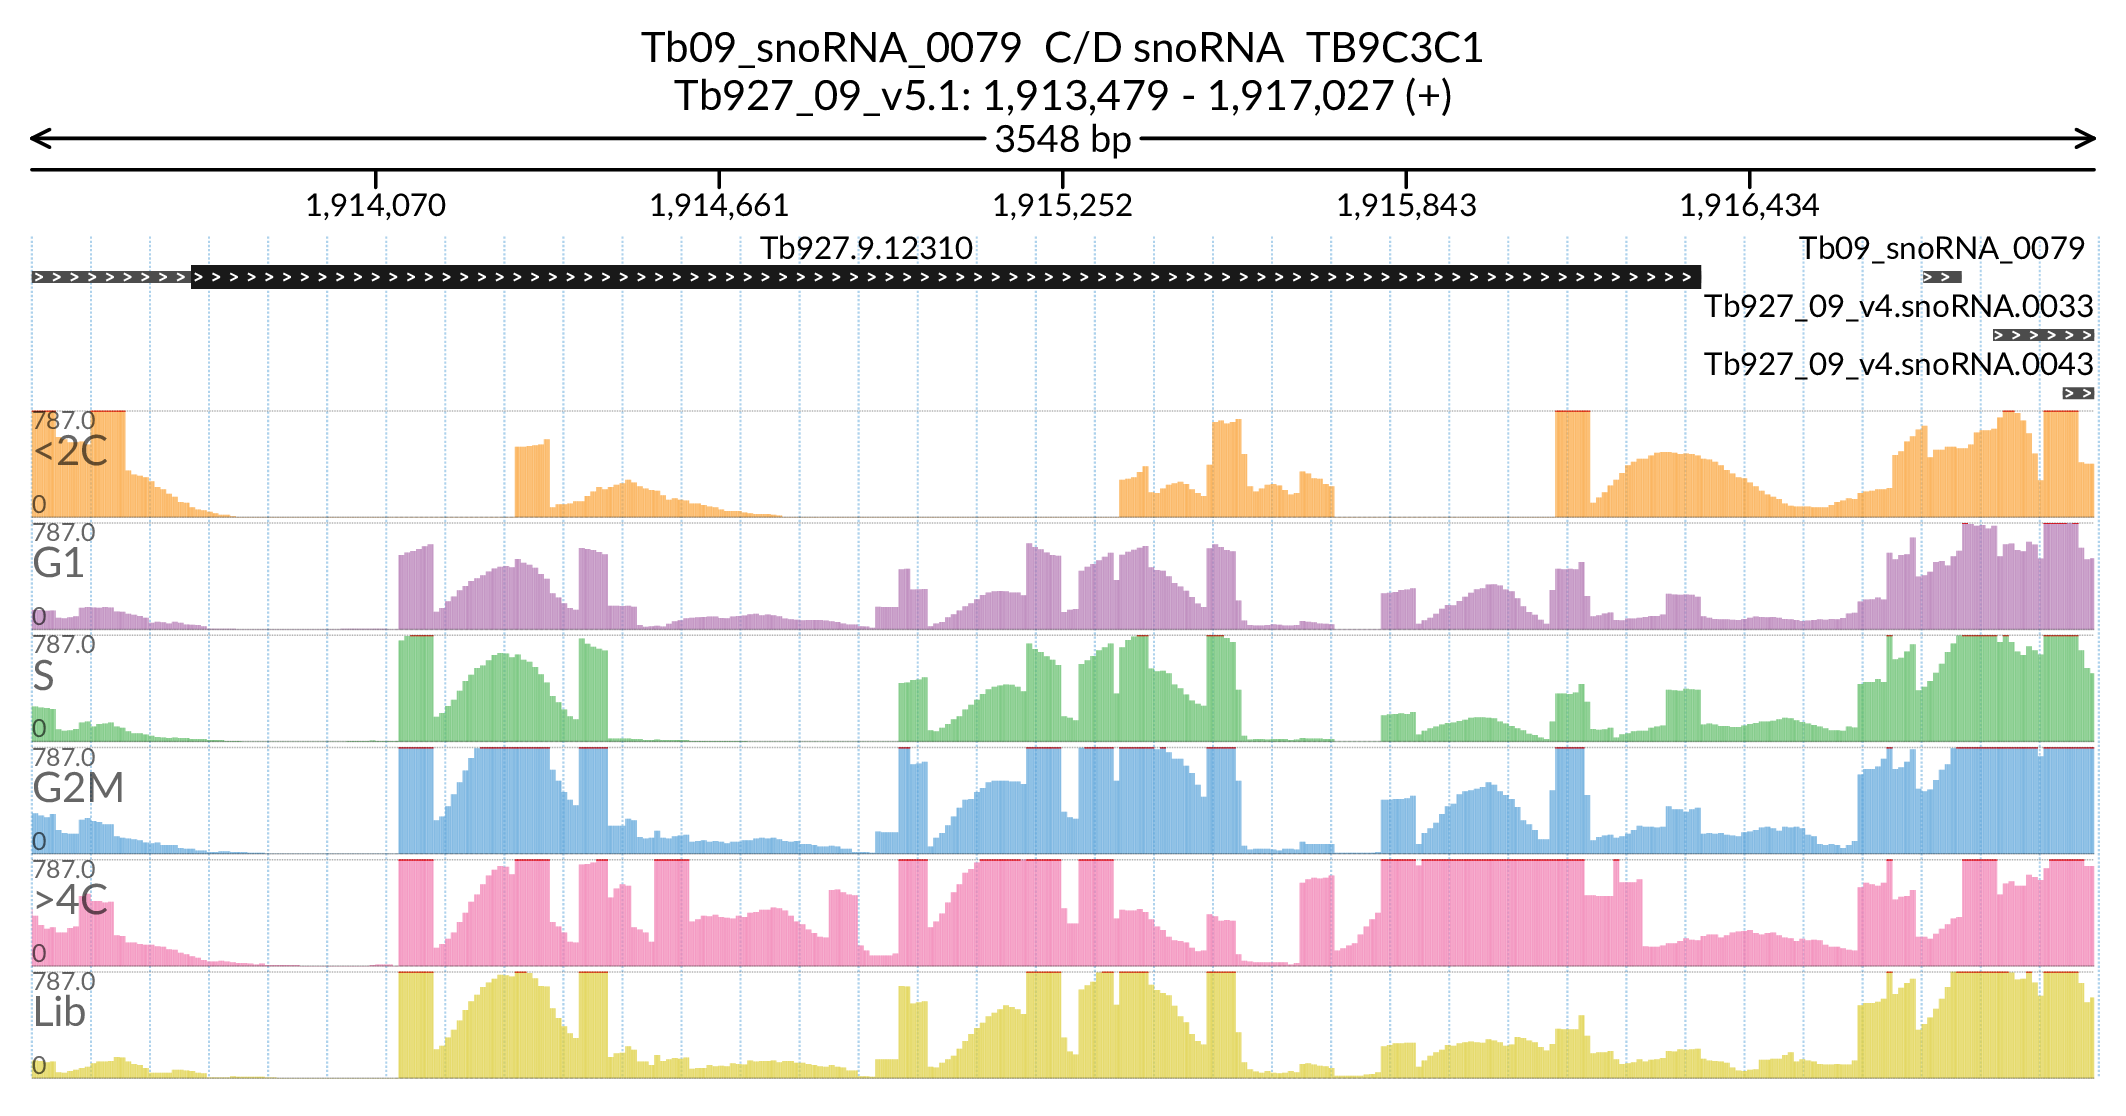 Tb09_snoRNA_0079 C/D snoRNA TB9C3C1
Tb927_09_v5.1: 1,913,479 - 1,917,027 (+)
3548 bp
1,914,070 1,914,661 1,915,252 1,915,843 1,916,434
Tb927.9.12310 Tb09_snoRNA_0079
Tb927_09_v4.snoRNA.0033
Tb927_09_v4.snoRNA.0043
787.0
<2C
0
787.0
G1
0
787.0
S
0
787.0
G2M
0
787.0
>4C
0
787.0
Lib
0